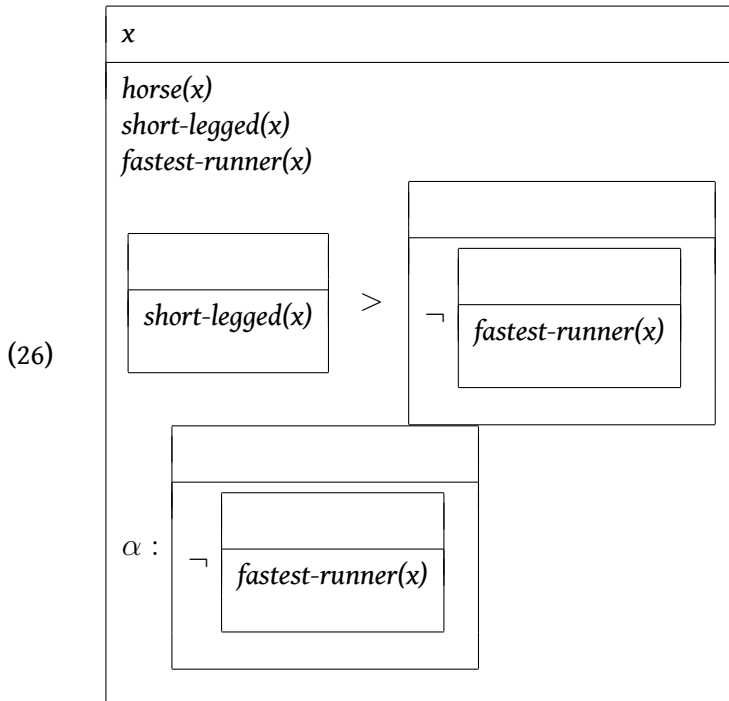 x
horse(x)
short-legged(x)
fastest-runner(x)
short-legged(x) > ¬ fastest-runner(x)
(26)
α : ¬ fastest-runner(x)